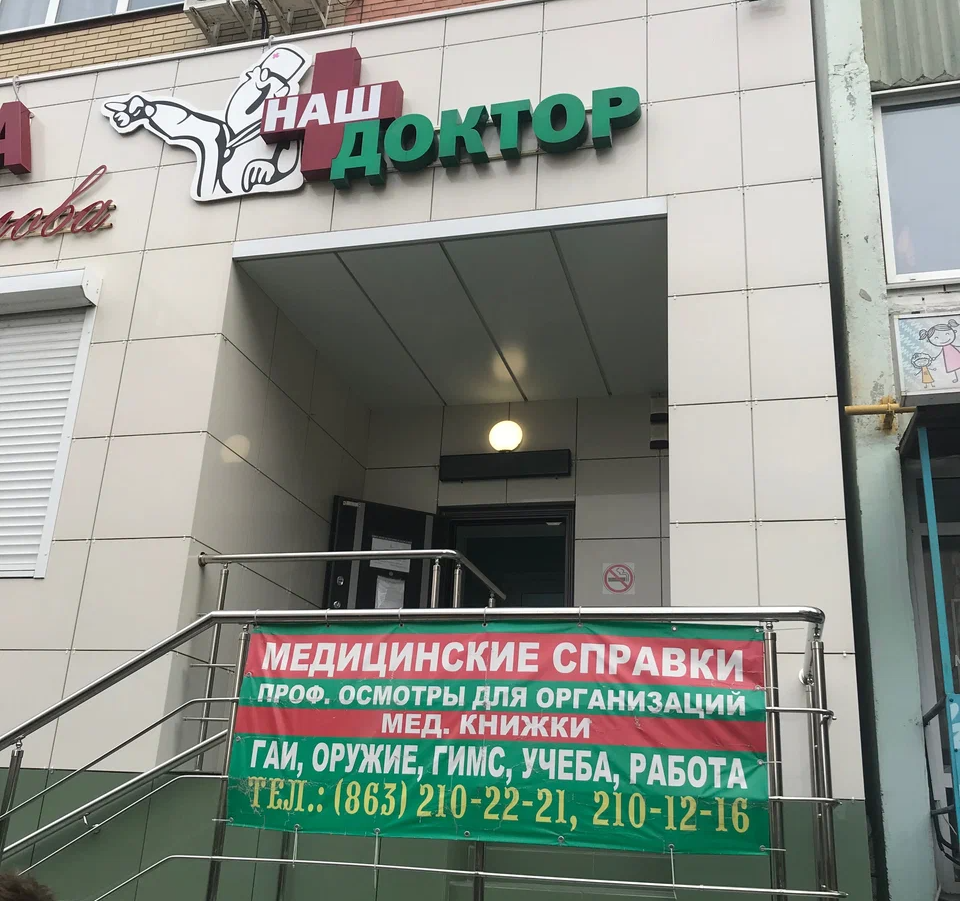 НАШ
ДОКТОР
МЕДИЦИНСКИЕ СПРАВКИ
ПРОФ. ОСМОТРЫ ДЛЯ ОРГАНИЗАЦИЙ
МЕД. КНИЖКИ
ГАИ, ОРУЖИЕ, ГИМС, УЧЕБА, РАБОТА
ТЕЛ.: (863) 210-22-21, 210-12-16